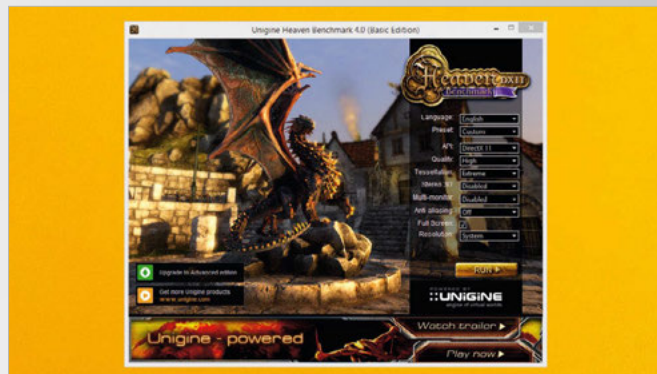 Unigine Heaven Benchmark 4.0 (Basic Edition)
Heaven DX11
Benchmark
Language: English
Preset: Custom
API: DirectX 11
Quality: High
Tessellation: Extreme
Stereo 3D: Disabled
Multi-monitor: Disabled
Anti-aliasing: Off
Full Screen:
Resolution: System
RUN
Upgrade to Advanced edition
Get more Unigine products
www.unigine.com
POWERED BY
UNiGiNE
engine of virtual worlds
Unigine - powered
Watch trailor
Play now